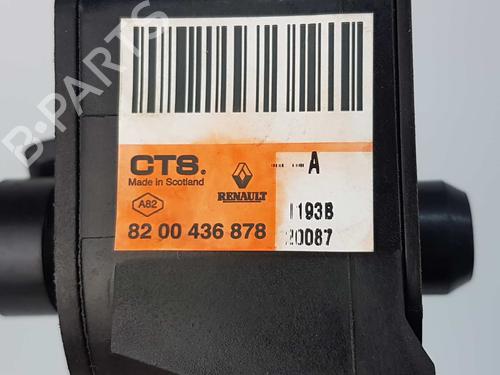 B-PARTS
CTS.
Made in Scotland
RENAULT
A
A82
1193B
82 00 436 878
20087